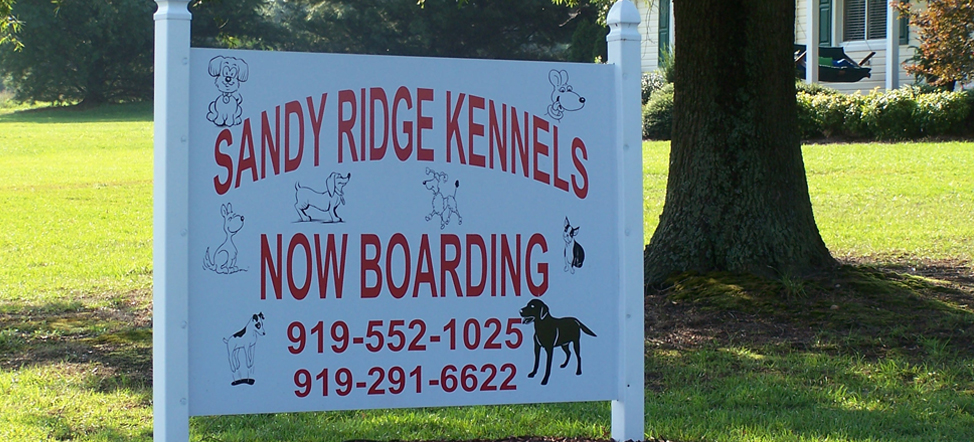 SANDY RIDGE KENNELS
NOW BOARDING
919-552-1025
919-291-6622